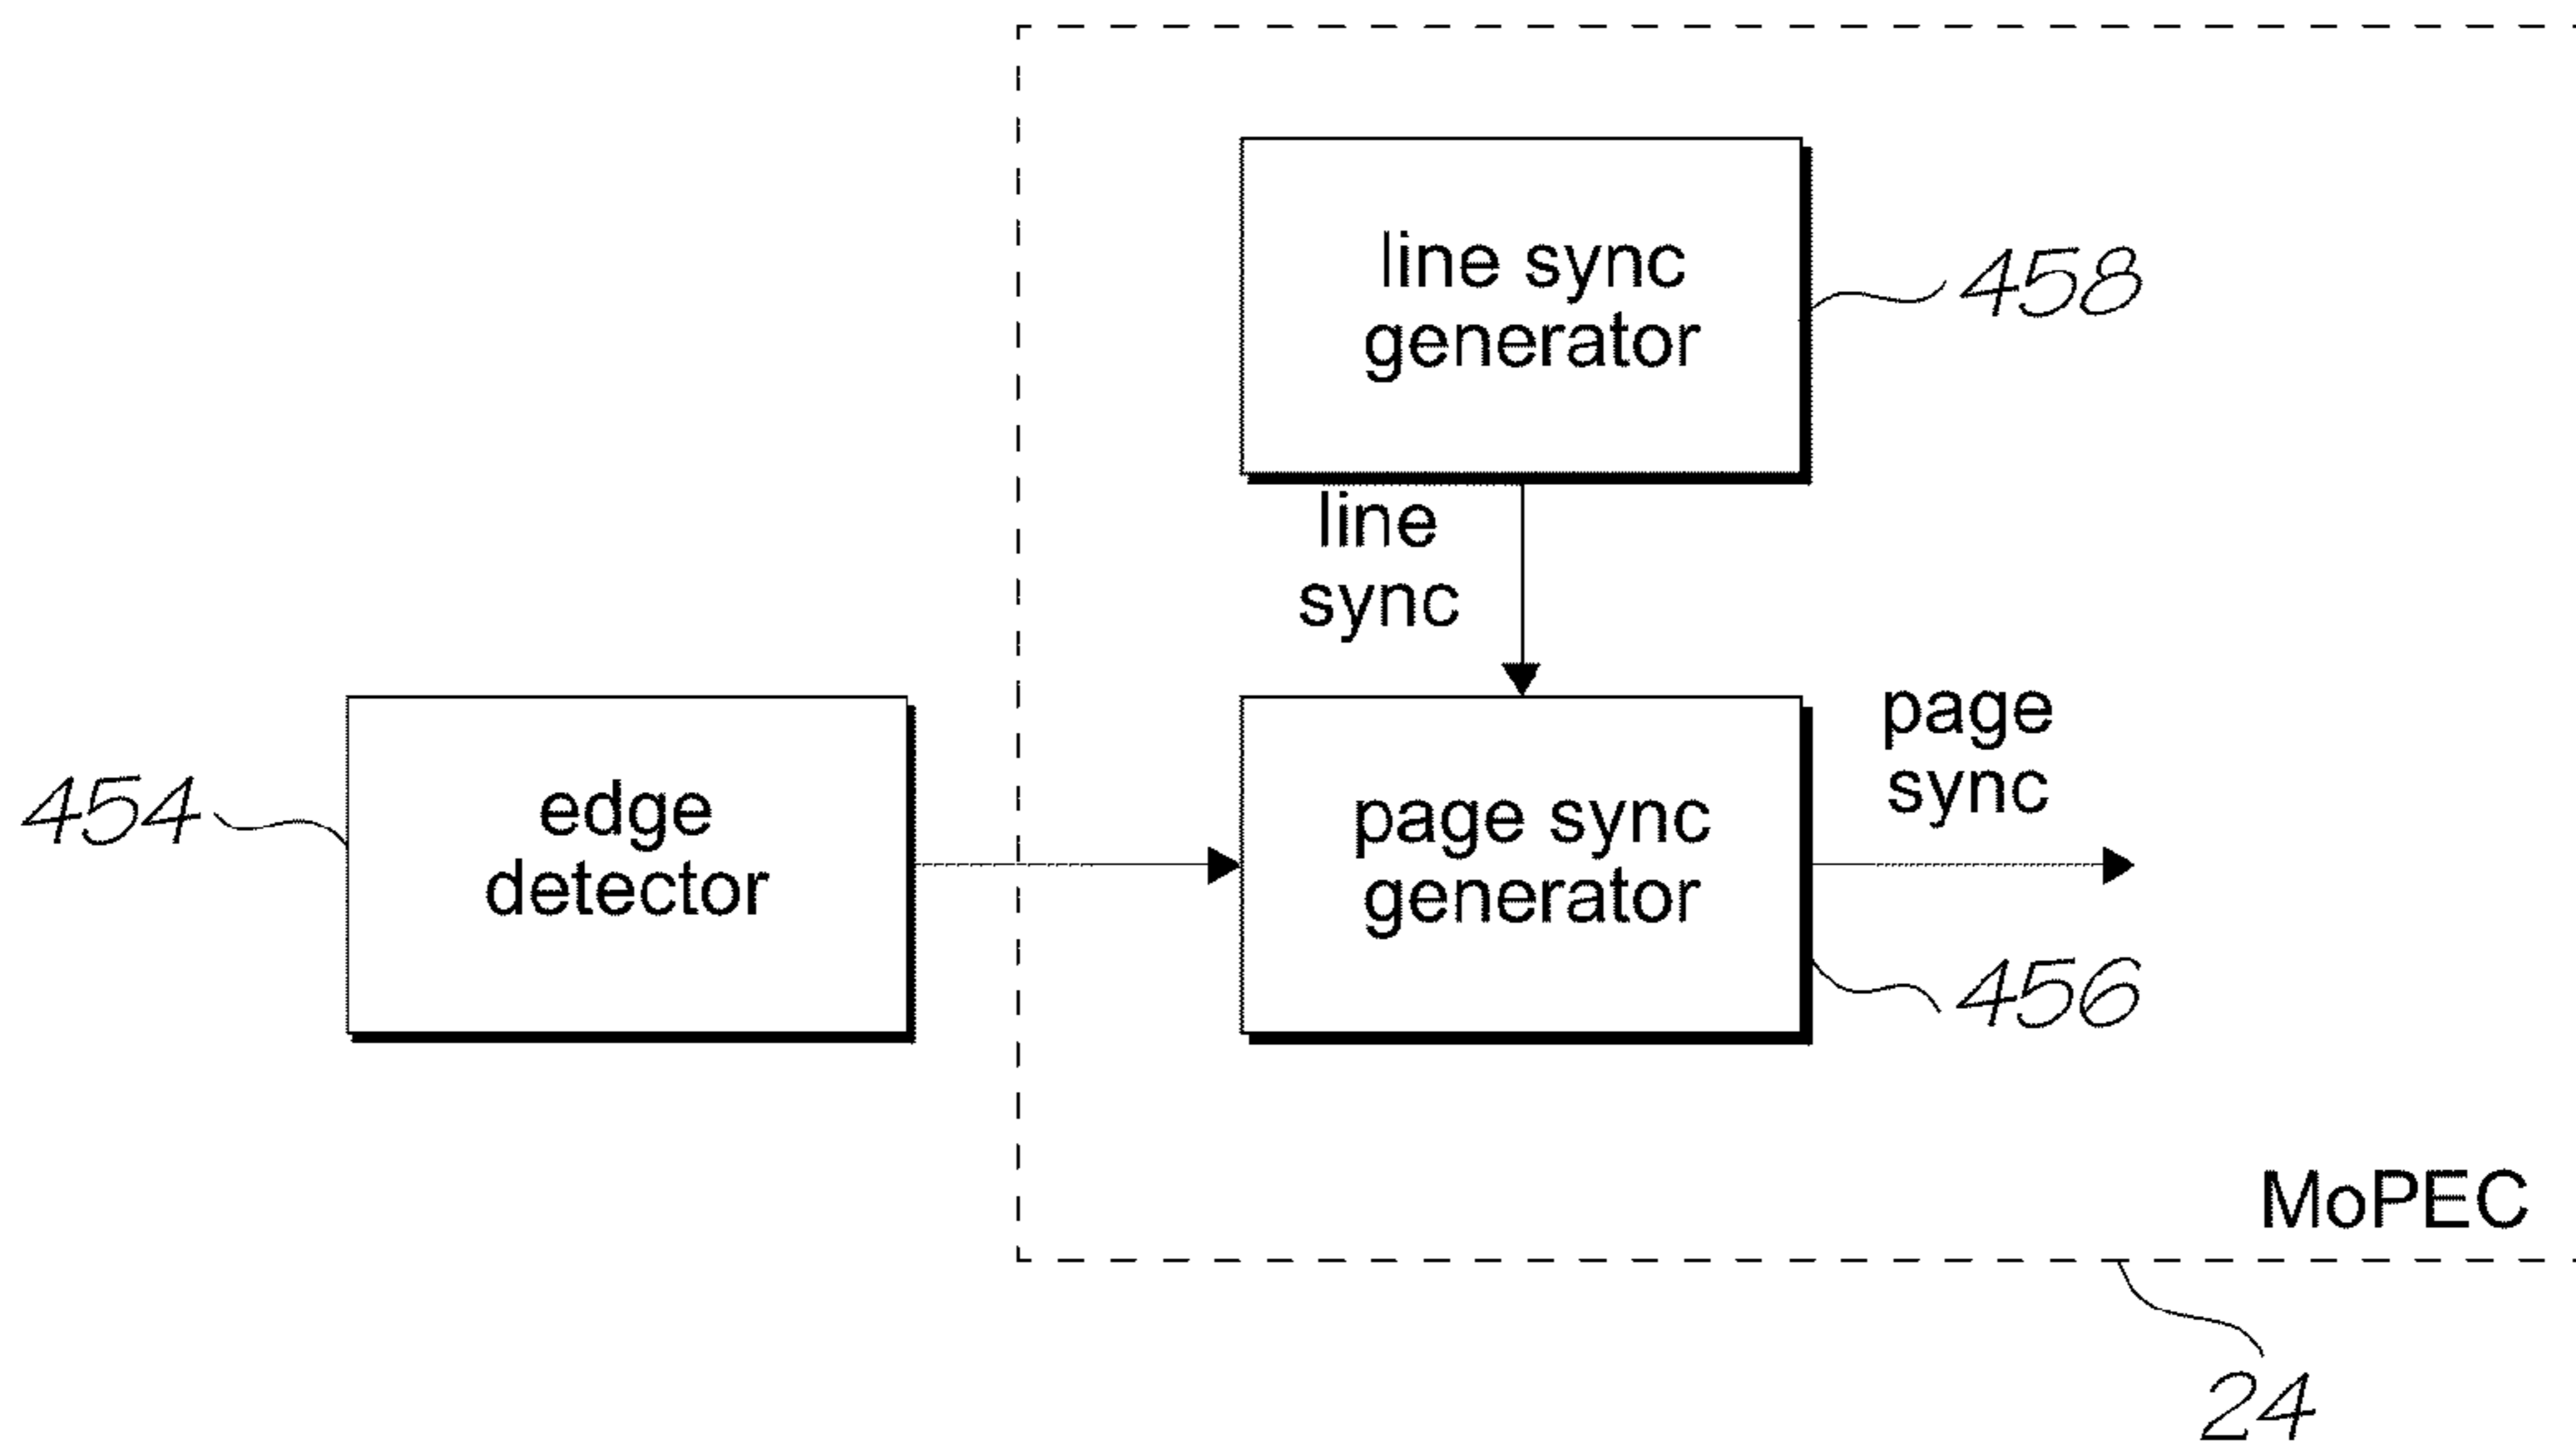 line sync
generator
458
line
sync
454
edge
detector
page sync
generator
page
sync
456
MoPEC
24